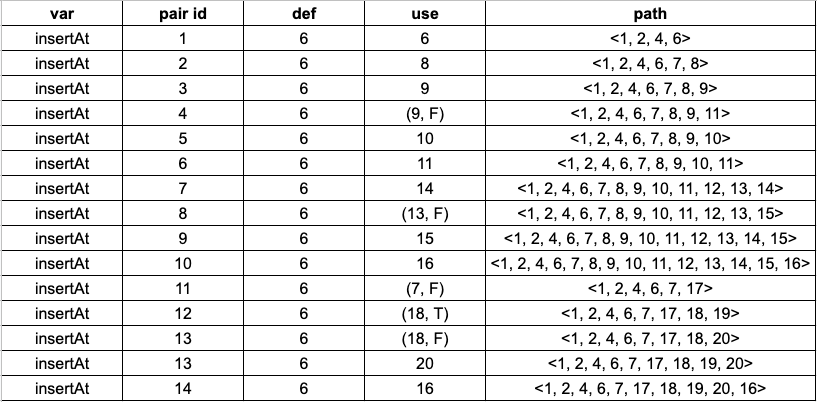 var pair id def use path
insertAt 1 6 6 <1, 2, 4, 6>
insertAt 2 6 8 <1, 2, 4, 6, 7, 8>
insertAt 3 6 9 <1, 2, 4, 6, 7, 8, 9>
insertAt 4 6 (9, F) <1, 2, 4, 6, 7, 8, 9, 11>
insertAt 5 6 10 <1, 2, 4, 6, 7, 8, 9, 10>
insertAt 6 6 11 <1, 2, 4, 6, 7, 8, 9, 10, 11>
insertAt 7 6 14 <1, 2, 4, 6, 7, 8, 9, 10, 11, 12, 13, 14>
insertAt 8 6 (13, F) <1, 2, 4, 6, 7, 8, 9, 10, 11, 12, 13, 15>
insertAt 9 6 15 <1, 2, 4, 6, 7, 8, 9, 10, 11, 12, 13, 14, 15>
insertAt 10 6 16 <1, 2, 4, 6, 7, 8, 9, 10, 11, 12, 13, 14, 15, 16>
insertAt 11 6 (7, F) <1, 2, 4, 6, 7, 17>
insertAt 12 6 (18, T) <1, 2, 4, 6, 7, 17, 18, 19>
insertAt 13 6 (18, F) <1, 2, 4, 6, 7, 17, 18, 20>
insertAt 13 6 20 <1, 2, 4, 6, 7, 17, 18, 19, 20>
insertAt 14 6 16 <1, 2, 4, 6, 7, 17, 18, 19, 20, 16>